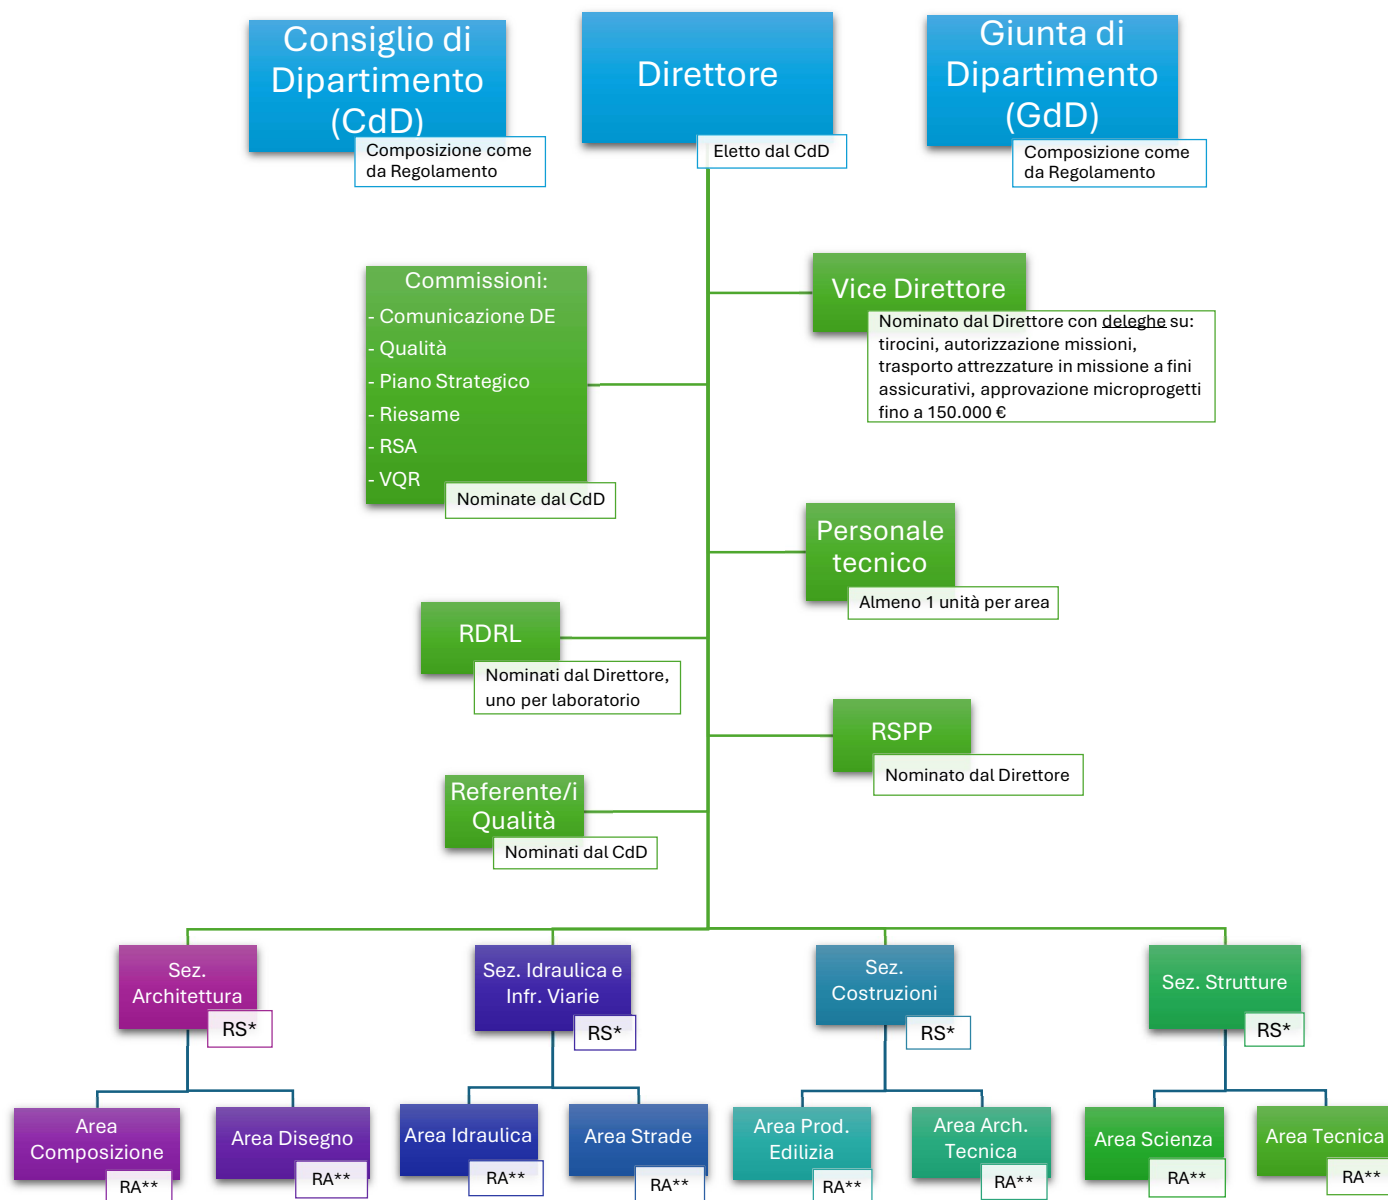 Consiglio di
Dipartimento
(CdD)
Composizione come
da Regolamento
Direttore
Eletto dal CdD
Giunta di
Dipartimento
(GdD)
Composizione come
da Regolamento
Commissioni:
- Comunicazione DE
- Qualità
- Piano Strategico
- Riesame
- RSA
- VQR
Nominate dal CdD
Vice Direttore
Nominato dal Direttore con deleghe su:
tirocini, autorizzazione missioni,
trasporto attrezzature in missione a fini
assicurativi, approvazione microprogetti
fino a 150.000 €
Personale
tecnico
Almeno 1 unità per area
RDRL
Nominati dal Direttore,
uno per laboratorio
RSPP
Nominato dal Direttore
Referente/i
Qualità
Nominati dal CdD
Sez.
Architettura
RS*
Sez. Idraulica e
Infr. Viarie
RS*
Sez.
Costruzioni
RS*
Sez. Strutture
RS*
Area
Composizione
RA**
Area Disegno
RA**
Area Idraulica
RA**
Area Strade
RA**
Area Prod.
Edilizia
RA**
Area Arch.
Tecnica
RA**
Area Scienza
RA**
Area Tecnica
RA**